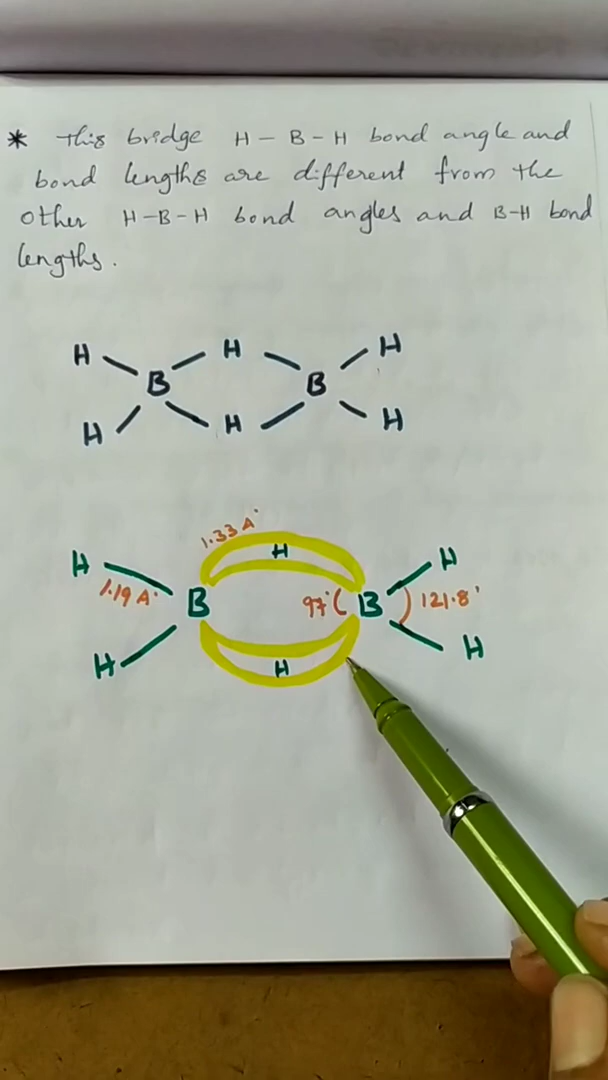 * This bridge H - B - H bond angle and
bond lengths are different from the
other H-B-H bond angles and B-H bond
lengths.
H H H
B B
H H H
1.33 A°
H H H
1.19 A° B 97°( B )121.8°
H H H